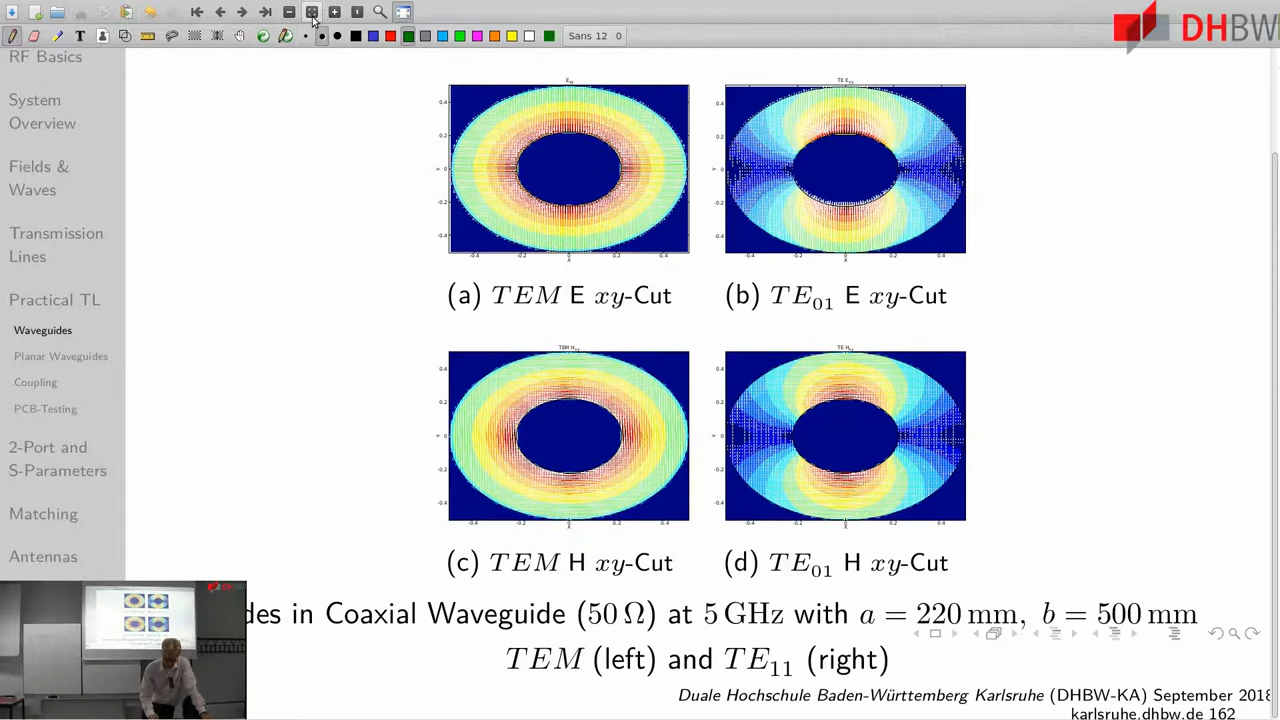 Sans 12 0
DHBW
RF Basics
System
Overview
Fields &
Waves
Transmission
Lines
Practical TL
Waveguides
Planar Waveguides
Coupling
PCB-Testing
2-Port and
S-Parameters
Matching
Antennas
(a) TEM E xy-Cut
(b) TE01 E xy-Cut
(c) TEM H xy-Cut
(d) TE01 H xy-Cut
des in Coaxial Waveguide (50 Ω) at 5 GHz with a = 220 mm, b = 500 mm
TEM (left) and TE11 (right)
Duale Hochschule Baden-Württemberg Karlsruhe (DHBW-KA) September 2018
karlsruhe.dhbw.de 162